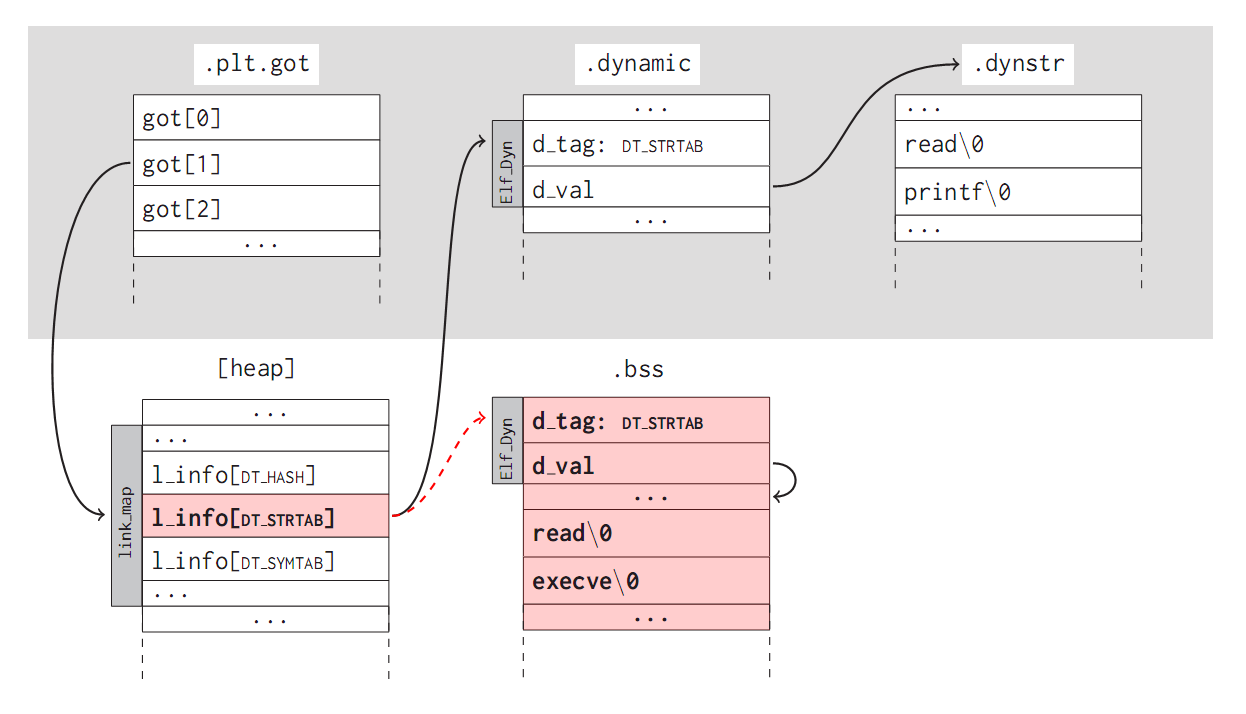 .plt.got
got[0]
got[1]
got[2]
...
.dynamic
...
Elf_Dyn
d_tag: DT_STRTAB
d_val
...
.dynstr
...
read\0
printf\0
...
[heap]
...
link_map
...
l_info[DT_HASH]
l_info[DT_STRTAB]
l_info[DT_SYMTAB]
...
...
.bss
Elf_Dyn
d_tag: DT_STRTAB
d_val
...
read\0
execve\0
...